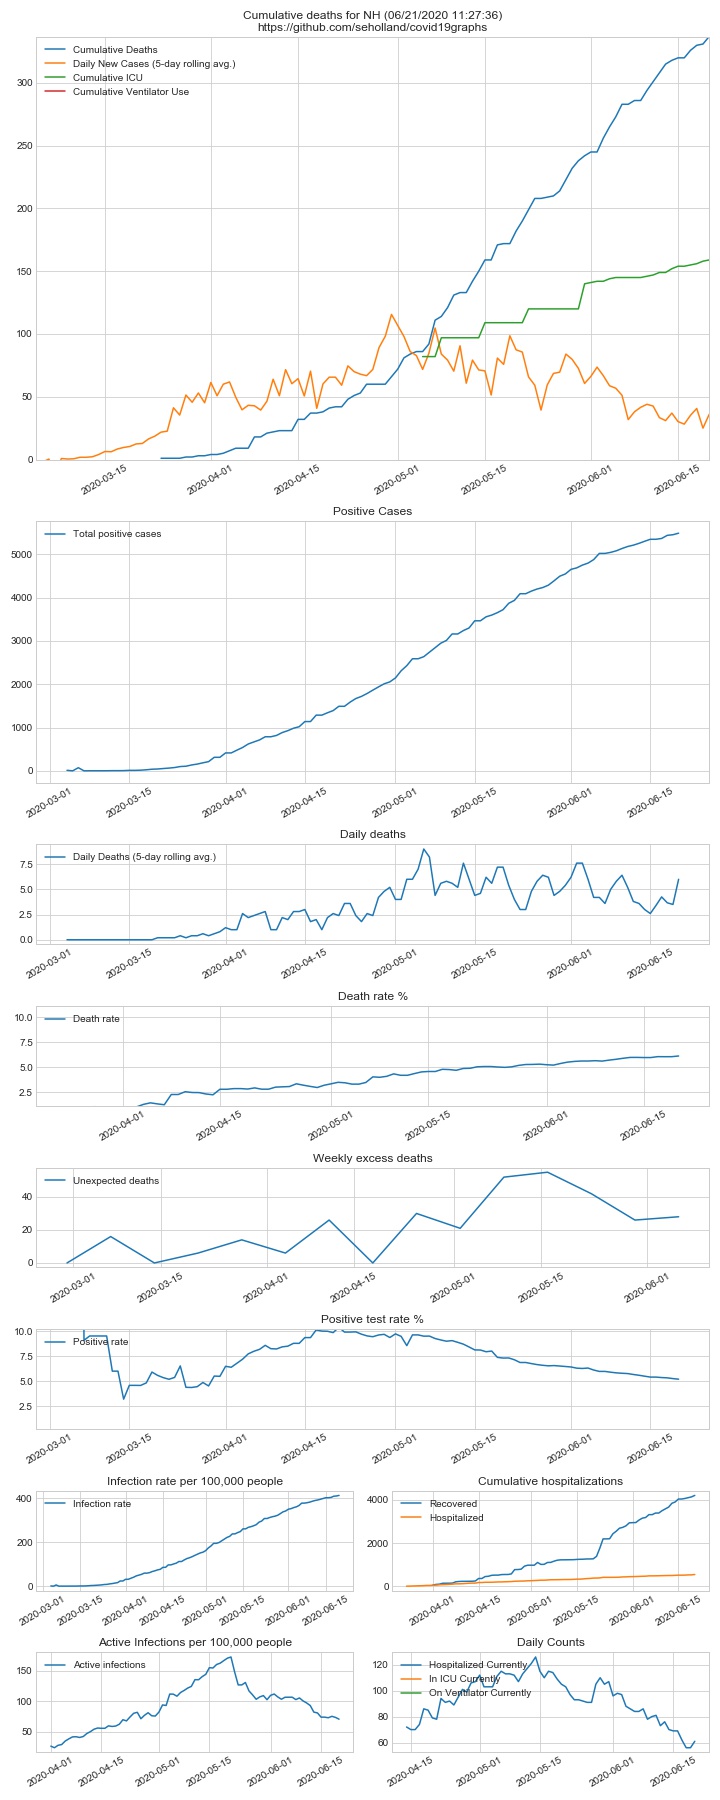 Cumulative deaths for NH (06/21/2020 11:27:36)
https://github.com/seholland/covid19graphs
Cumulative Deaths
Daily New Cases (5-day rolling avg.)
Cumulative ICU
Cumulative Ventilator Use
300
250
200
150
100
50
0
2020-03-15 2020-04-01 2020-04-15 2020-05-01 2020-05-15 2020-06-01 2020-06-15
Positive Cases
Total positive cases
5000
4000
3000
2000
1000
0
2020-03-01 2020-03-15 2020-04-01 2020-04-15 2020-05-01 2020-05-15 2020-06-01 2020-06-15
Daily deaths
Daily Deaths (5-day rolling avg.)
7.5
5.0
2.5
0.0
2020-03-01 2020-03-15 2020-04-01 2020-04-15 2020-05-01 2020-05-15 2020-06-01 2020-06-15
Death rate %
Death rate
10.0
7.5
5.0
2.5
2020-04-01 2020-04-15 2020-05-01 2020-05-15 2020-06-01 2020-06-15
Weekly excess deaths
Unexpected deaths
40
20
0
2020-03-01 2020-03-15 2020-04-01 2020-04-15 2020-05-01 2020-05-15 2020-06-01
Positive test rate %
Positive rate
10.0
7.5
5.0
2.5
2020-03-01 2020-03-15 2020-04-01 2020-04-15 2020-05-01 2020-05-15 2020-06-01 2020-06-15
Infection rate per 100,000 people
Infection rate
400
200
0
2020-03-01 2020-03-15 2020-04-01 2020-04-15 2020-05-01 2020-05-15 2020-06-01 2020-06-15
Cumulative hospitalizations
Recovered
Hospitalized
4000
2000
0
2020-04-01 2020-04-15 2020-05-01 2020-05-15 2020-06-01 2020-06-15
Active Infections per 100,000 people
Active infections
150
100
50
2020-04-01 2020-04-15 2020-05-01 2020-05-15 2020-06-01 2020-06-15
Daily Counts
Hospitalized Currently
In ICU Currently
On Ventilator Currently
120
100
80
60
2020-04-15 2020-05-01 2020-05-15 2020-06-01 2020-06-15